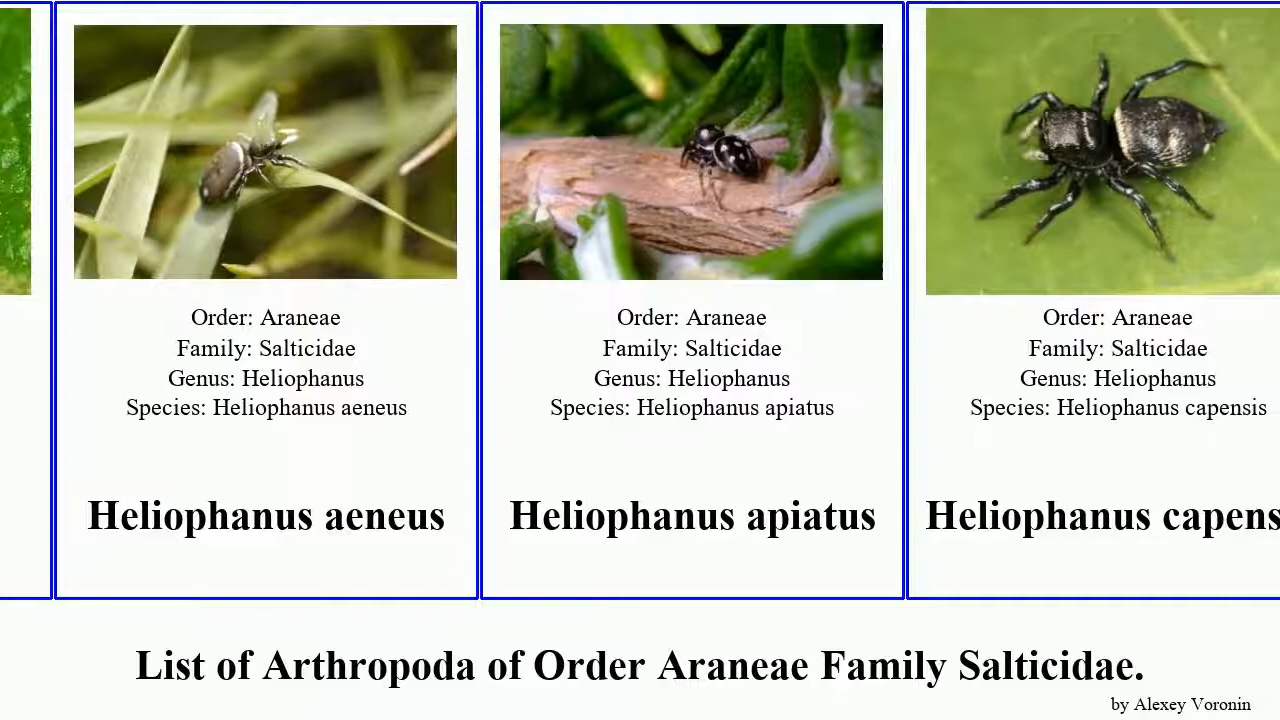 Order: Araneae
Family: Salticidae
Genus: Heliophanus
Species: Heliophanus aeneus
Heliophanus aeneus
Order: Araneae
Family: Salticidae
Genus: Heliophanus
Species: Heliophanus apiatus
Heliophanus apiatus
Order: Araneae
Family: Salticidae
Genus: Heliophanus
Species: Heliophanus capensis
Heliophanus capens
List of Arthropoda of Order Araneae Family Salticidae.
by Alexey Voronin